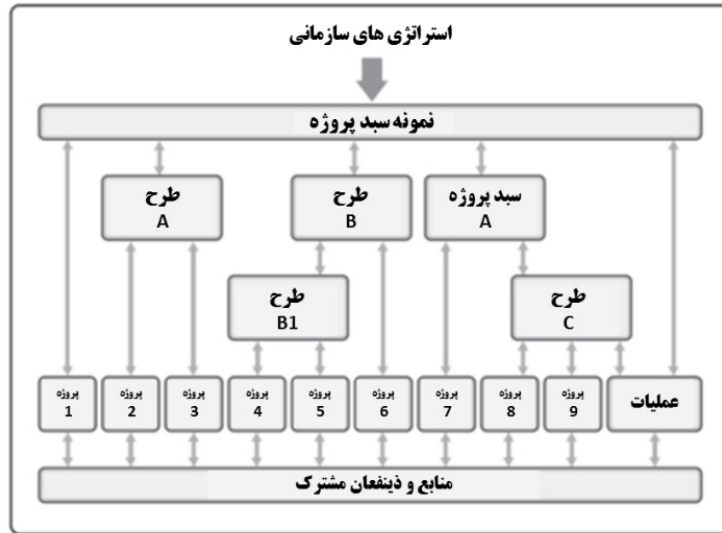 استراتژی های سازمانی
نمونه سبد پروژه
سبد پروژه
A
طرح
B
طرح
A
طرح
C
طرح
B1
عملیات
پروژه
9
پروژه
8
پروژه
7
پروژه
6
پروژه
5
پروژه
4
پروژه
3
پروژه
2
پروژه
1
منابع و ذینفعان مشترک